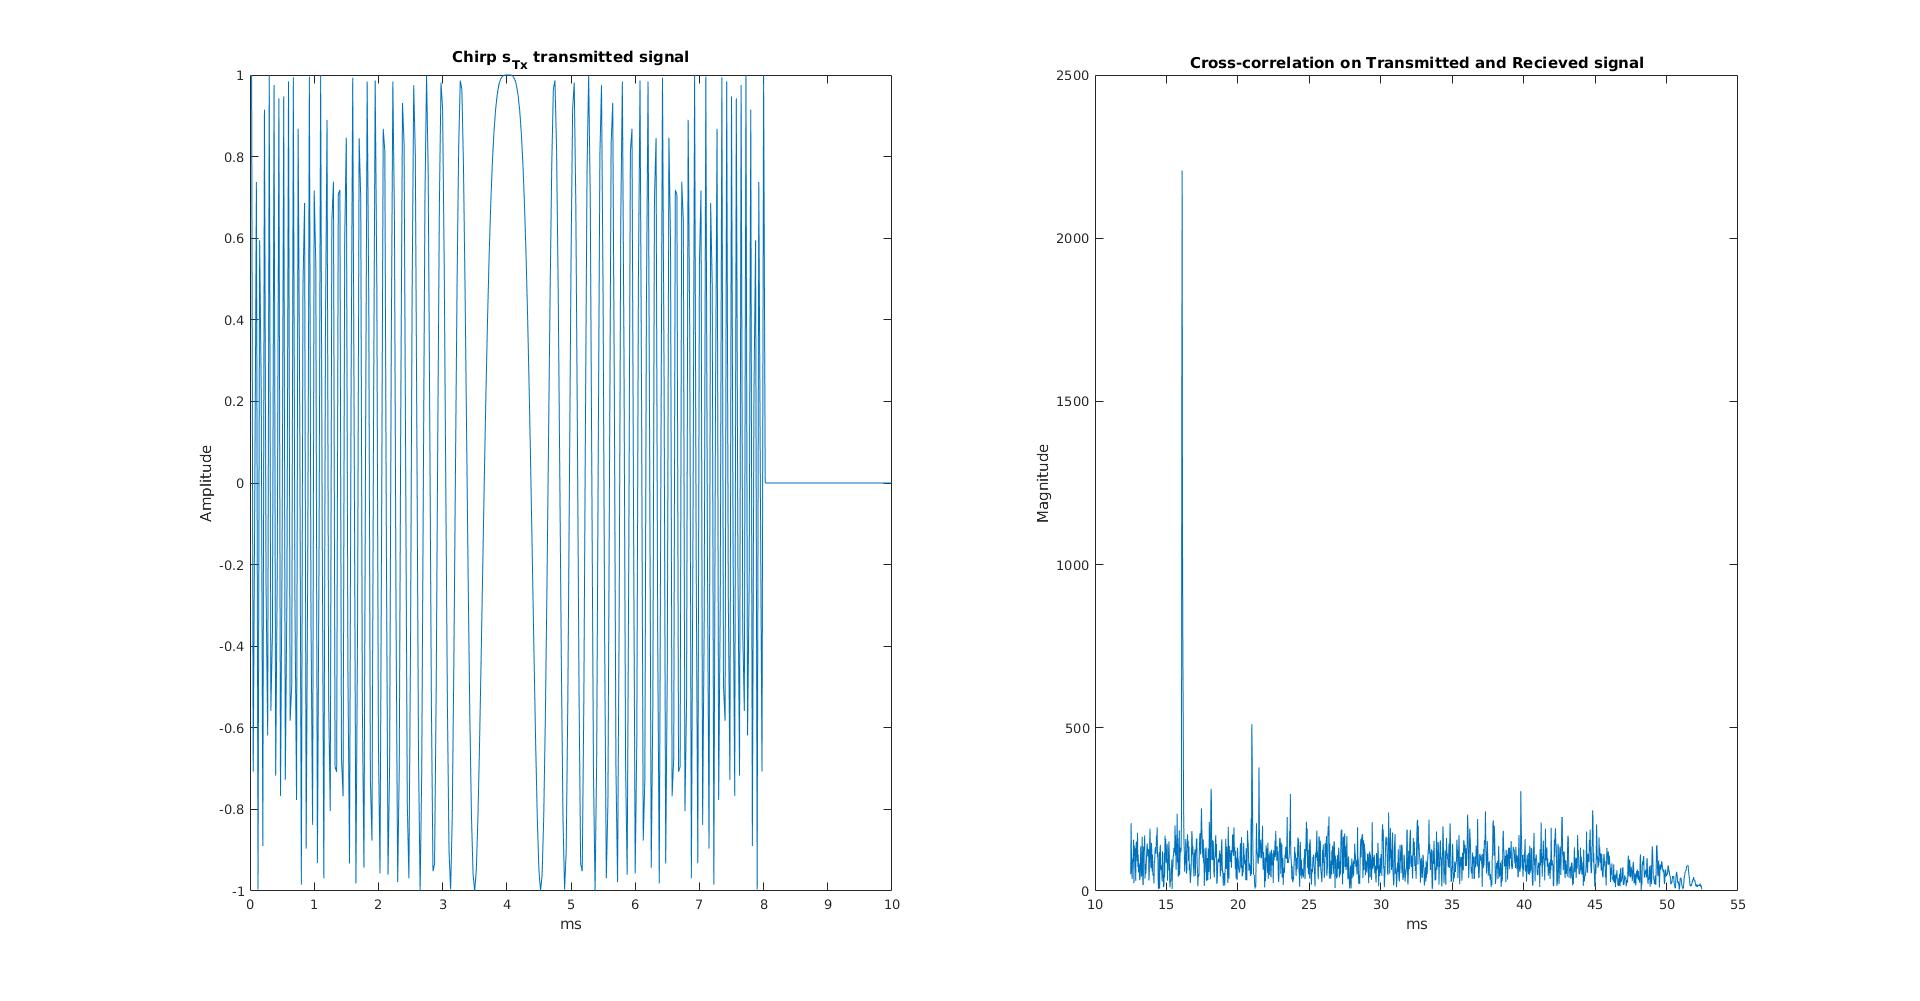 Chirp s_Tx transmitted signal
1
0.8
0.6
0.4
0.2
0
-0.2
-0.4
-0.6
-0.8
-1
Amplitude
0 1 2 3 4 5 6 7 8 9 10
ms
Cross-correlation on Transmitted and Recieved signal
2500
2000
1500
1000
500
0
Magnitude
10 15 20 25 30 35 40 45 50 55
ms